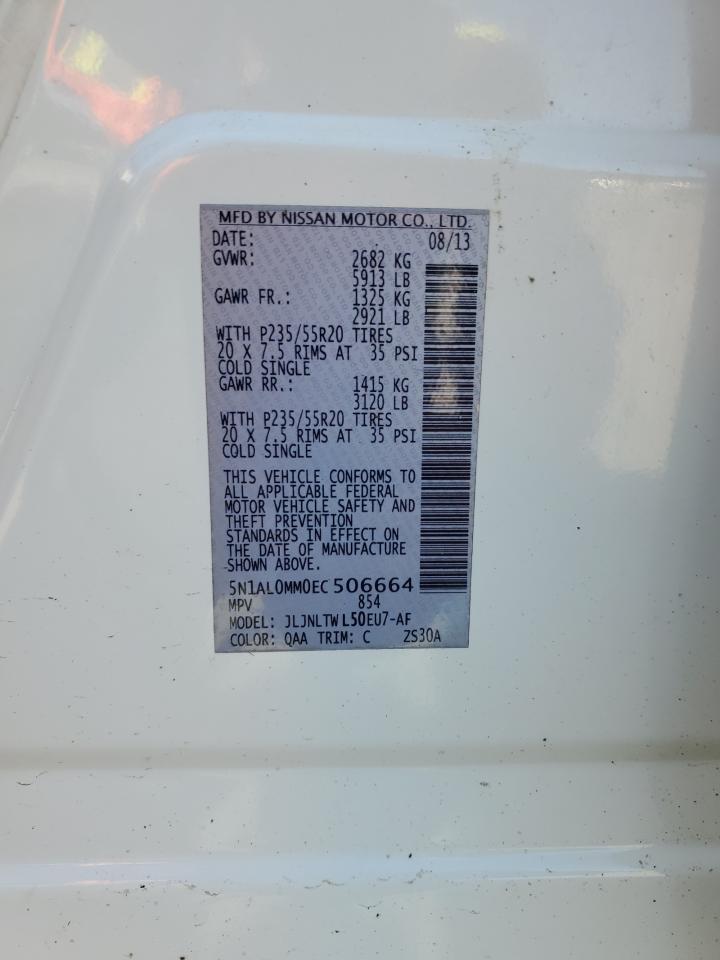 MFD BY NISSAN MOTOR CO., LTD.
DATE: 08/13
GVWR: 2682 KG
5913 LB
GAWR FR.: 1325 KG
2921 LB
WITH P235/55R20 TIRES
20 X 7.5 RIMS AT 35 PSI
COLD SINGLE
GAWR RR.: 1415 KG
3120 LB
WITH P235/55R20 TIRES
20 X 7.5 RIMS AT 35 PSI
COLD SINGLE
THIS VEHICLE CONFORMS TO
ALL APPLICABLE FEDERAL
MOTOR VEHICLE SAFETY AND
THEFT PREVENTION
STANDARDS IN EFFECT ON
THE DATE OF MANUFACTURE
SHOWN ABOVE.
5N1AL0MM0EC506664
MPV 854
MODEL: JLJNLTWL50EU7-AF
COLOR: QAA TRIM: C ZS30A